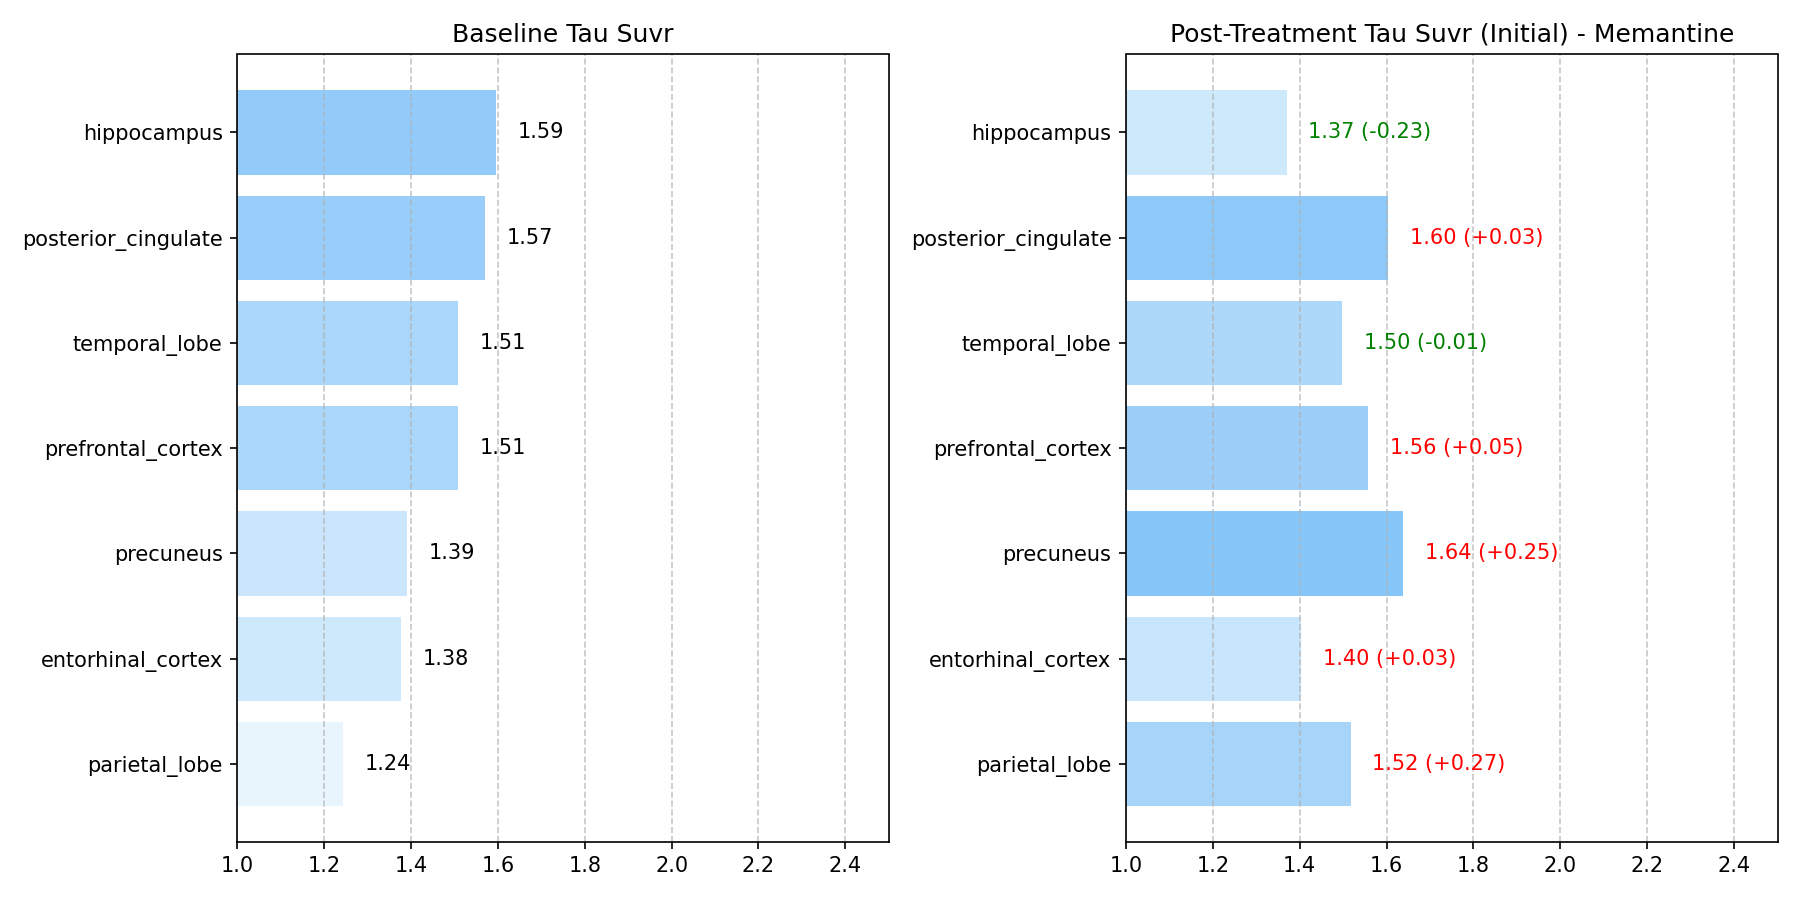 Baseline Tau Suvr
hippocampus
1.59
posterior_cingulate
1.57
temporal_lobe
1.51
prefrontal_cortex
1.51
precuneus
1.39
entorhinal_cortex
1.38
parietal_lobe
1.24
1.0 1.2 1.4 1.6 1.8 2.0 2.2 2.4
Post-Treatment Tau Suvr (Initial) - Memantine
hippocampus
1.37 (-0.23)
posterior_cingulate
1.60 (+0.03)
temporal_lobe
1.50 (-0.01)
prefrontal_cortex
1.56 (+0.05)
precuneus
1.64 (+0.25)
entorhinal_cortex
1.40 (+0.03)
parietal_lobe
1.52 (+0.27)
1.0 1.2 1.4 1.6 1.8 2.0 2.2 2.4